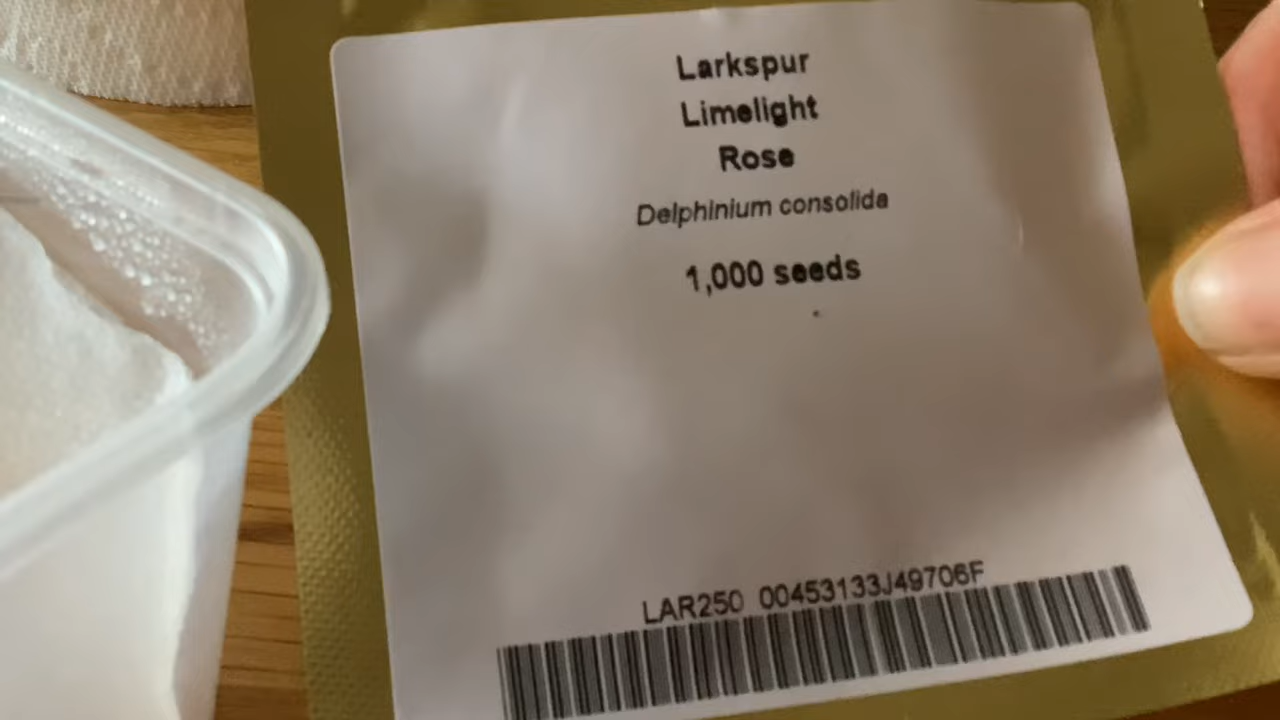 Larkspur
Limelight
Rose
Delphinium consolida
1,000 seeds
LAR250 00453133J49706F